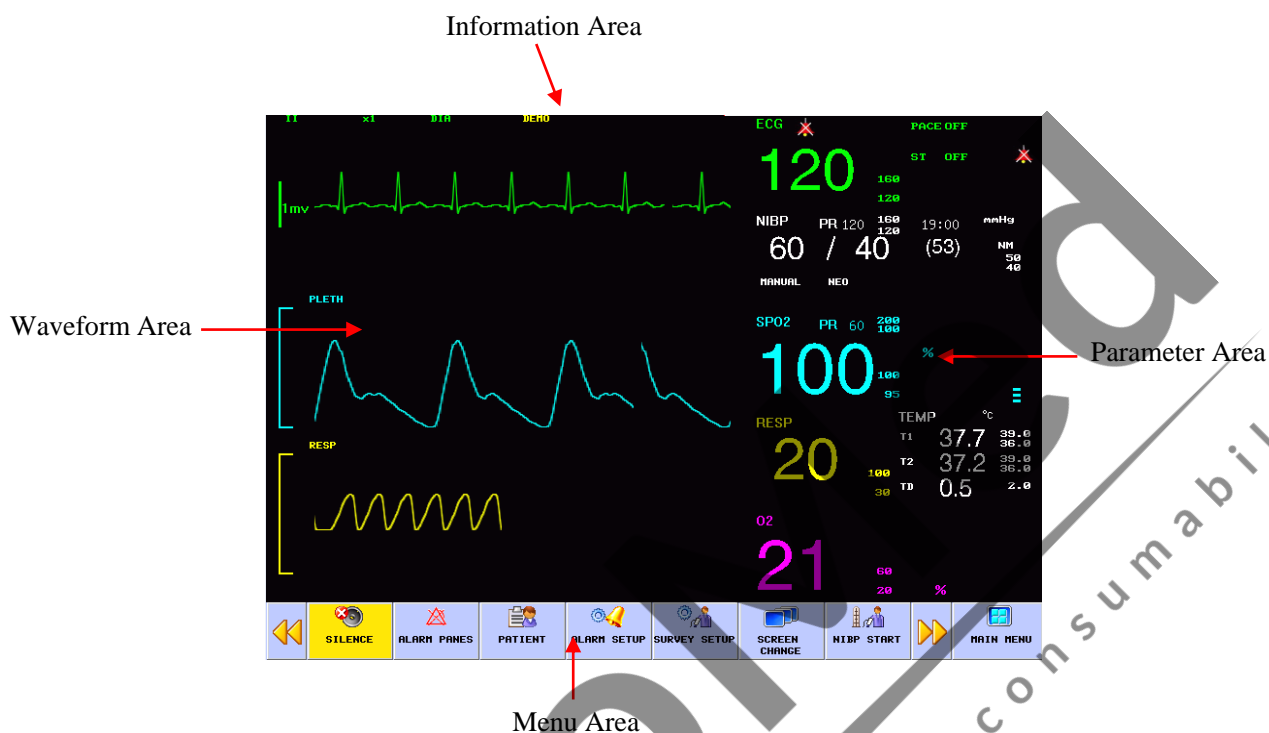 Information Area
II x1 DIA DEMO
1mv
PLETH
RESP
ECG PACE OFF
120 ST OFF
160
120
NIBP PR 120 160 19:00 mmHg
120
60 / 40 (53) NM
50
40
MANUAL NEO
SPO2 PR 60 200
100
100 %
100
95
RESP
20
100
30
TEMP °C
T1 37.7 39.0
36.0
T2 37.2 39.0
36.0
TD 0.5 2.0
O2
21
60
20 %
Waveform Area
Parameter Area
SILENCE ALARM PANES PATIENT ALARM SETUP SURVEY SETUP SCREEN CHANGE NIBP START MAIN MENU
Menu Area
Med
consumabil